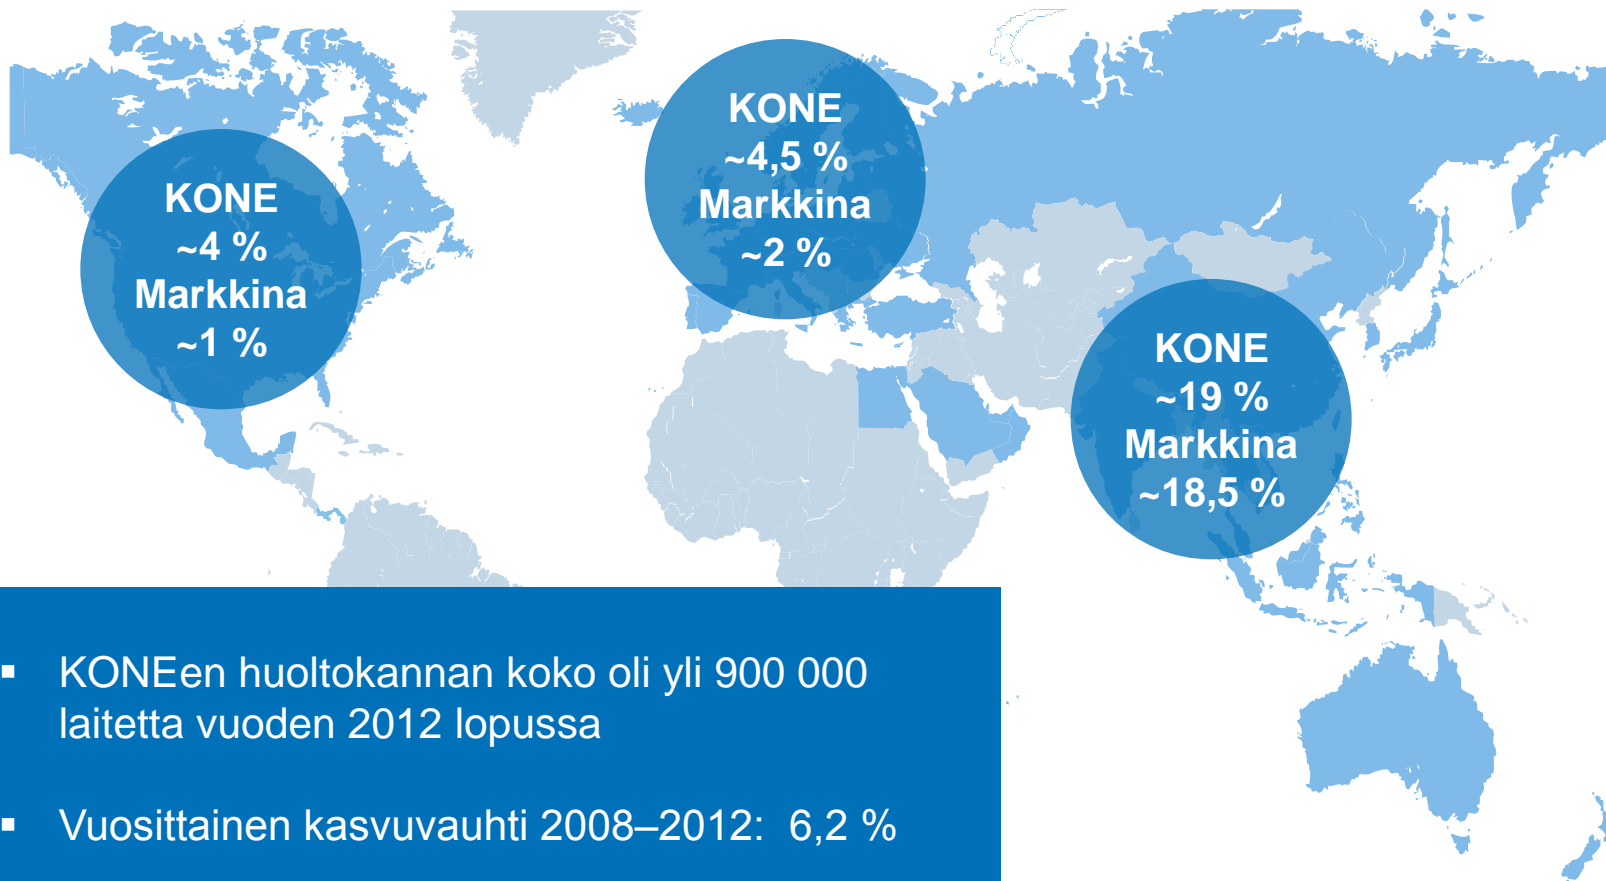 KONE
~4 %
Markkina
~1 %
KONE
~4,5 %
Markkina
~2 %
KONE
~19 %
Markkina
~18,5 %
▪ KONEen huoltokannan koko oli yli 900 000
laitetta vuoden 2012 lopussa
▪ Vuosittainen kasvuvauhti 2008–2012: 6,2 %